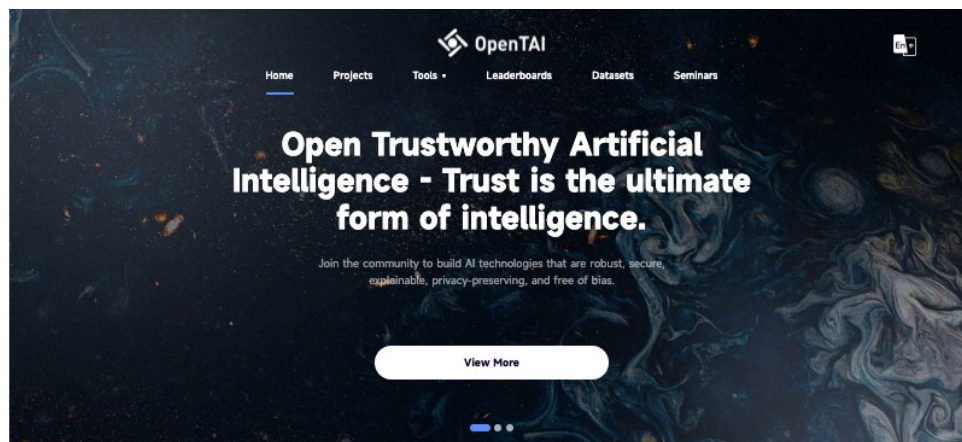 OpenTAI
En
Home Projects Tools Leaderboards Datasets Seminars
Open Trustworthy Artificial
Intelligence - Trust is the ultimate
form of intelligence.
Join the community to build AI technologies that are robust, secure,
explainable, privacy-preserving, and free of bias.
View More